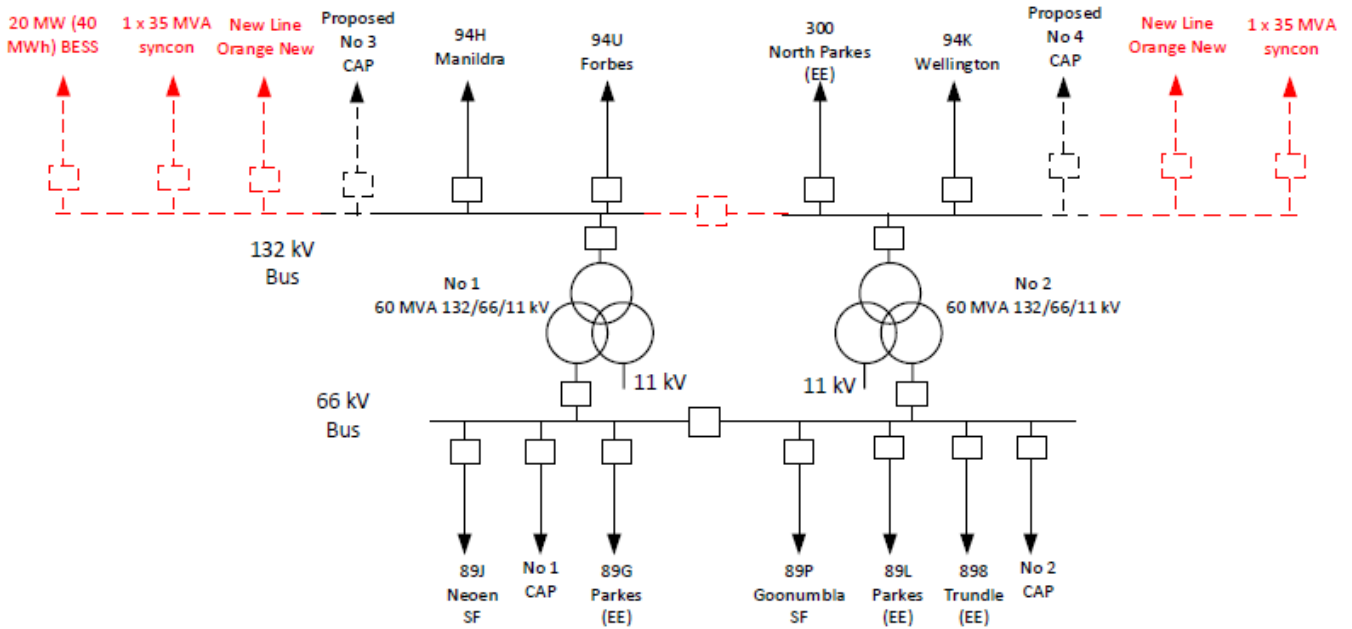 20 MW (40
MWh) BESS
1 x 35 MVA
syncon
New Line
Orange New
Proposed
No 3
CAP
94H
Manildra
94U
Forbes
300
North Parkes
(EE)
94K
Wellington
Proposed
No 4
CAP
New Line
Orange New
1 x 35 MVA
syncon
132 kV
Bus
No 1
60 MVA 132/66/11 kV
No 2
60 MVA 132/66/11 kV
11 kV
11 kV
66 kV
Bus
89J
Neoen
SF
No 1
CAP
89G
Parkes
(EE)
89P
Goonumbla
SF
89L
Parkes
(EE)
898
Trundle
(EE)
No 2
CAP